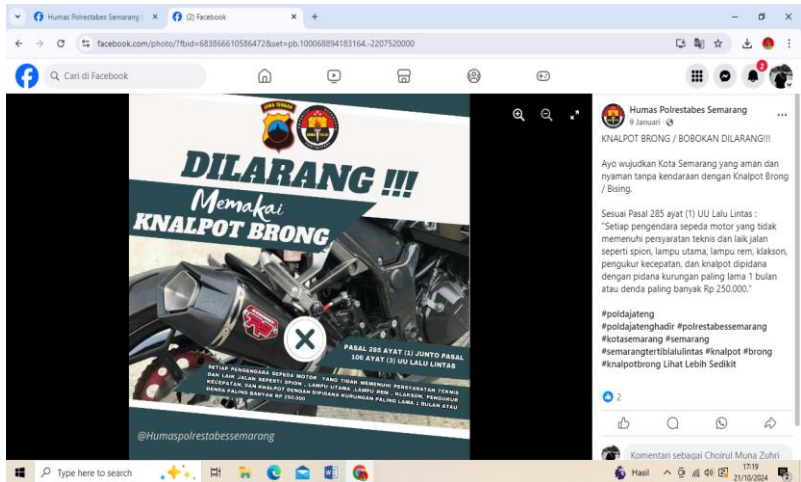 Humas Polrestabes Semarang |
(2) Facebook
facebook.com/photo/?fbid=683866610586472&set=pb.100068894183164.-2207520000
Cari di Facebook
2
JAWA TENGAH
DILARANG !!!
Memakai
KNALPOT BRONG
PASAL 285 AYAT (1) JUNTO PASAL
106 AYAT (3) UU LALU LINTAS
SETIAP PENGENDARA SEPEDA MOTOR YANG TIDAK MEMENUHI PERSYARATAN TEKNIS
DAN LAIK JALAN SEPERTI SPION , LAMPU UTAMA ,LAMPU REM , KLAKSON, PENGUKUR
KECEPATAN, DAN KNALPOT DENGAN DIPIDANA KURUNGAN PALING LAMA 1 BULAN ATAU
DENDA PALING BANYAK RP 250.000
@Humaspolrestabessemarang
Humas Polrestabes Semarang
9 Januari ·
KNALPOT BRONG / BOBOKAN DILARANG!!!!
Ayo wujudkan Kota Semarang yang aman dan
nyaman tanpa kendaraan dengan Knalpot Brong
/ Bising.
Sesuai Pasal 285 ayat (1) UU Lalu Lintas :
"Setiap pengendara sepeda motor yang tidak
memenuhi persyaratan teknis dan laik jalan
seperti spion, lampu utama, lampu rem, klakson,
pengukur kecepatan, dan knalpot dipidana
dengan pidana kurungan paling lama 1 bulan
atau denda paling banyak Rp 250.000."
#poldajateng
#poldajatenghadir #polrestabessemarang
#kotasemarang #semarang
#semarangtertiblalulintas #knalpot #brong
#knalpotbrong Lihat Lebih Sedikit
2
Komentari sebagai Choirul Muna Zuhri
Type here to search
Hasil
17:19
21/10/2024
2